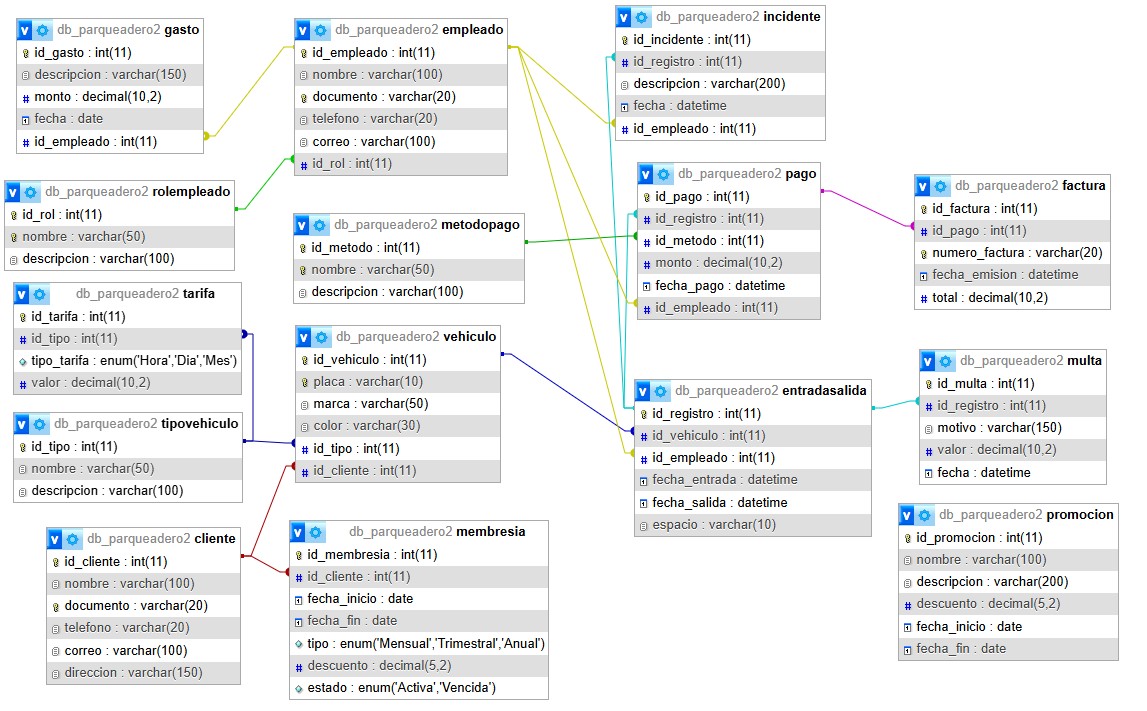 db_parqueadero2 gasto
id_gasto : int(11)
descripcion : varchar(150)
monto : decimal(10,2)
fecha : date
id_empleado : int(11)
db_parqueadero2 empleado
id_empleado : int(11)
nombre : varchar(100)
documento : varchar(20)
telefono : varchar(20)
correo : varchar(100)
id_rol : int(11)
db_parqueadero2 incidente
id_incidente : int(11)
id_registro : int(11)
descripcion : varchar(200)
fecha : datetime
id_empleado : int(11)
db_parqueadero2 rolempleado
id_rol : int(11)
nombre : varchar(50)
descripcion : varchar(100)
db_parqueadero2 metodopago
id_metodo : int(11)
nombre : varchar(50)
descripcion : varchar(100)
db_parqueadero2 pago
id_pago : int(11)
id_registro : int(11)
id_metodo : int(11)
monto : decimal(10,2)
fecha_pago : datetime
id_empleado : int(11)
db_parqueadero2 factura
id_factura : int(11)
id_pago : int(11)
numero_factura : varchar(20)
fecha_emision : datetime
total : decimal(10,2)
db_parqueadero2 tarifa
id_tarifa : int(11)
id_tipo : int(11)
tipo_tarifa : enum('Hora','Dia','Mes')
valor : decimal(10,2)
db_parqueadero2 vehiculo
id_vehiculo : int(11)
placa : varchar(10)
marca : varchar(50)
color : varchar(30)
id_tipo : int(11)
id_cliente : int(11)
db_parqueadero2 entradasalida
id_registro : int(11)
id_vehiculo : int(11)
id_empleado : int(11)
fecha_entrada : datetime
fecha_salida : datetime
espacio : varchar(10)
db_parqueadero2 multa
id_multa : int(11)
id_registro : int(11)
motivo : varchar(150)
valor : decimal(10,2)
fecha : datetime
db_parqueadero2 tipovehiculo
id_tipo : int(11)
nombre : varchar(50)
descripcion : varchar(100)
db_parqueadero2 cliente
id_cliente : int(11)
nombre : varchar(100)
documento : varchar(20)
telefono : varchar(20)
correo : varchar(100)
direccion : varchar(150)
db_parqueadero2 membresia
id_membresia : int(11)
id_cliente : int(11)
fecha_inicio : date
fecha_fin : date
tipo : enum('Mensual','Trimestral','Anual')
descuento : decimal(5,2)
estado : enum('Activa','Vencida')
db_parqueadero2 promocion
id_promocion : int(11)
nombre : varchar(100)
descripcion : varchar(200)
descuento : decimal(5,2)
fecha_inicio : date
fecha_fin : date